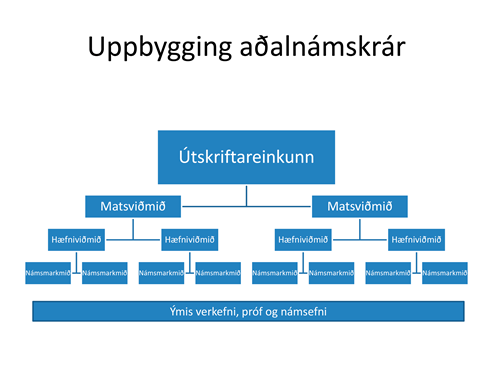 Uppbygging aðalnámskrár
Útskriftareinkunn
Matsviðmið Matsviðmið
Hæfniviðmið Hæfniviðmið Hæfniviðmið Hæfniviðmið
Námsmarkmið Námsmarkmið Námsmarkmið Námsmarkmið Námsmarkmið Námsmarkmið Námsmarkmið Námsmarkmið
Ýmis verkefni, próf og námsefni